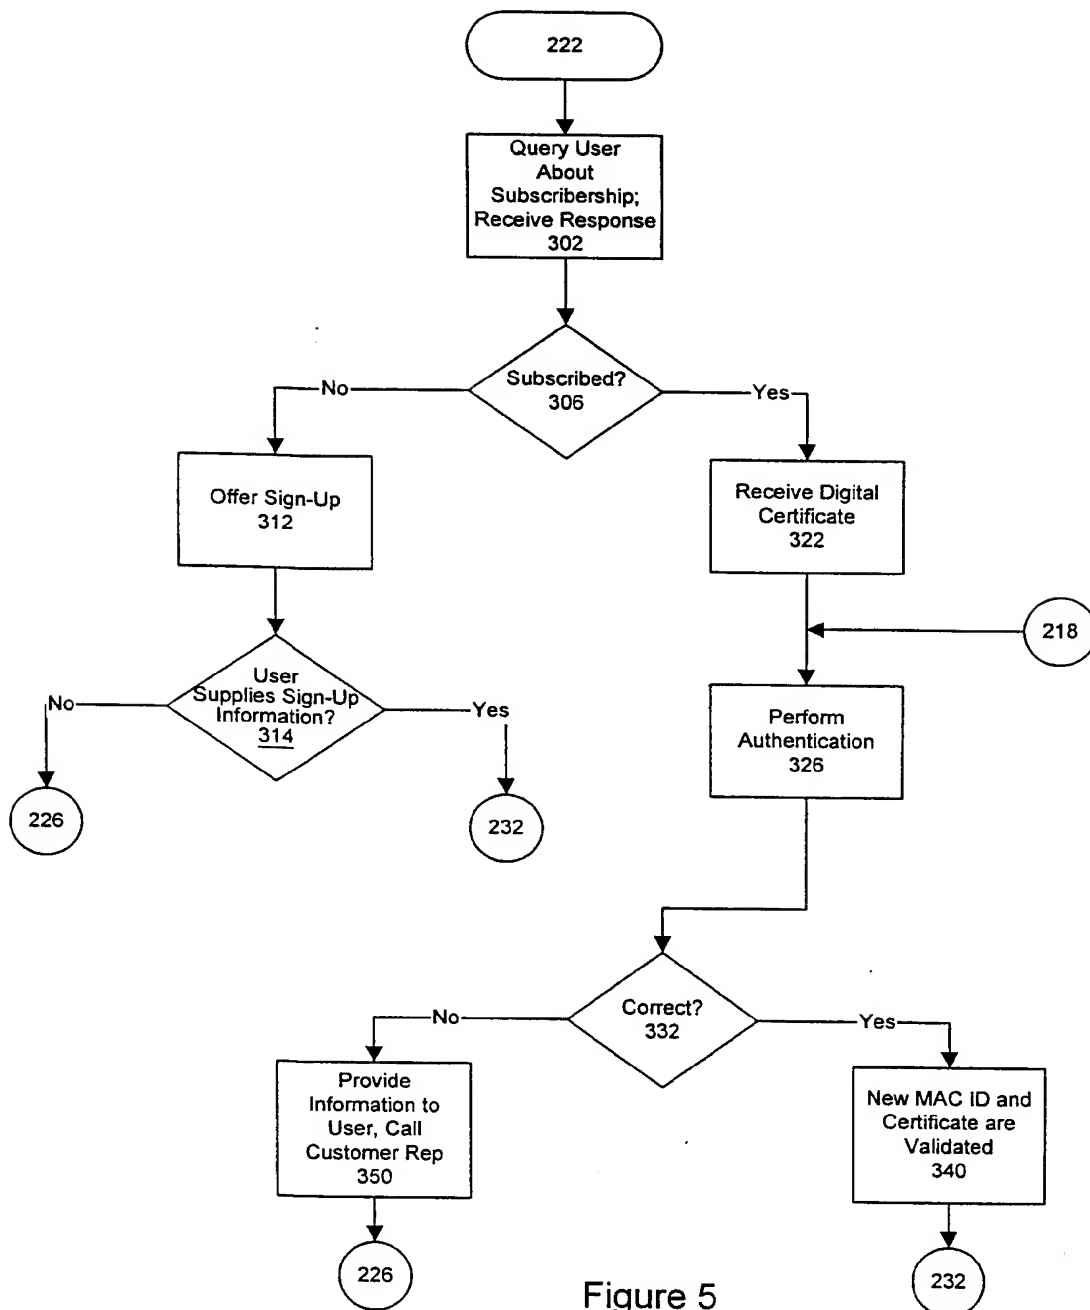 222
Query User
About
Subscribership;
Receive Response
302
Subscribed?
306
No
Yes
Offer Sign-Up
312
Receive Digital
Certificate
322
218
User
Supplies Sign-Up
Information?
314
No
Yes
Perform
Authentication
326
226
232
Correct?
332
No
Yes
Provide
Information to
User, Call
Customer Rep
350
New MAC ID and
Certificate are
Validated
340
226
232
Figure 5